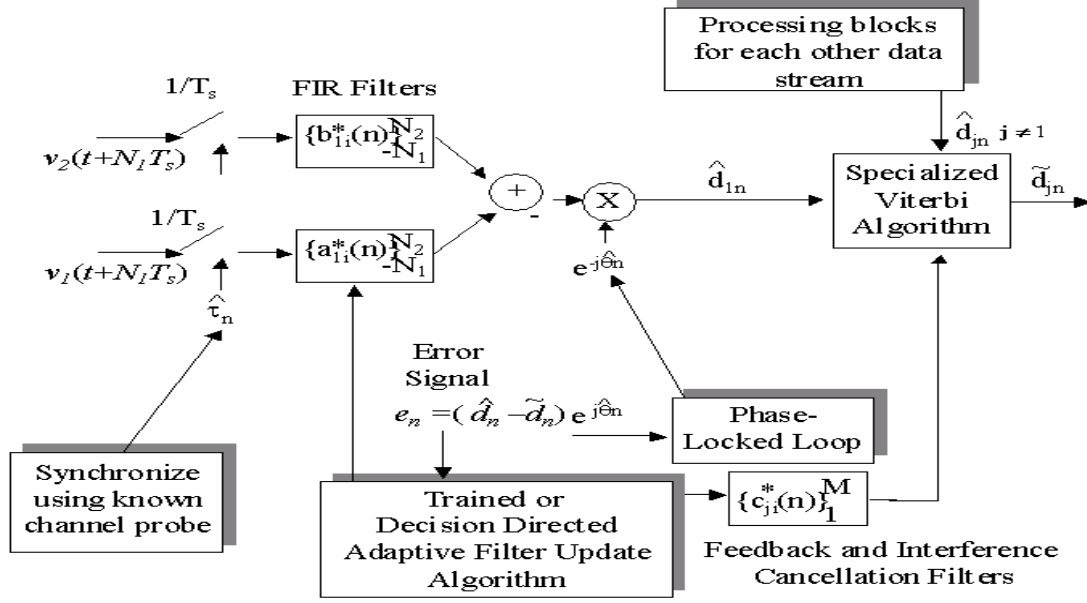 Processing blocks
for each other data
stream
1/Tₛ
FIR Filters
v₂(t+N₁Tₛ)
{b*₁ᵢ(n)}ᴺ²₋ₙ₁
+
-
X
d̂₁ₙ
d̂ⱼₙ j ≠ 1
Specialized
Viterbi
Algorithm
d̃ⱼₙ
1/Tₛ
v₁(t+N₁Tₛ)
{a*₁ᵢ(n)}ᴺ²₋ₙ₁
τ̂ₙ
e^-jθ̂n
Error
Signal
eₙ =(d̂ₙ -d̃ₙ) e^jθ̂n
Phase-
Locked Loop
Synchronize
using known
channel probe
Trained or
Decision Directed
Adaptive Filter Update
Algorithm
{c*ⱼᵢ(n)}ᴹ₁
Feedback and Interference
Cancellation Filters